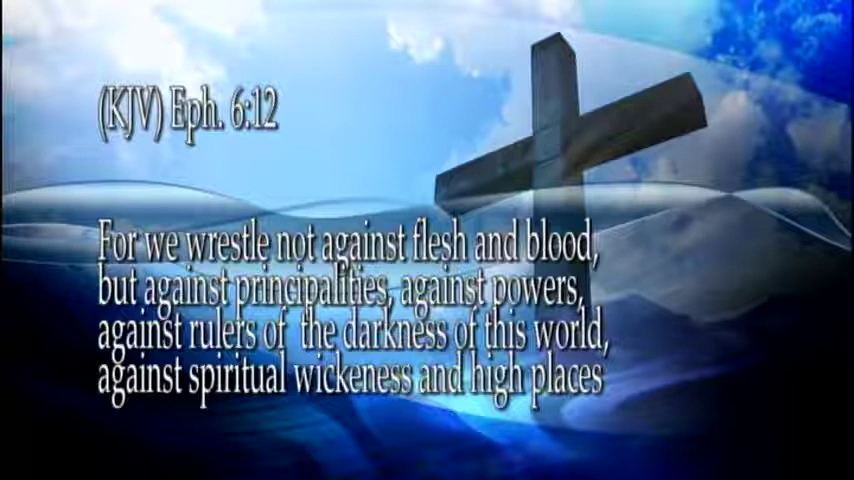 (KJV) Eph. 6:12
For we wrestle not against flesh and blood,
but against principalities, against powers,
against rulers of the darkness of this world,
against spiritual wickeness and high places